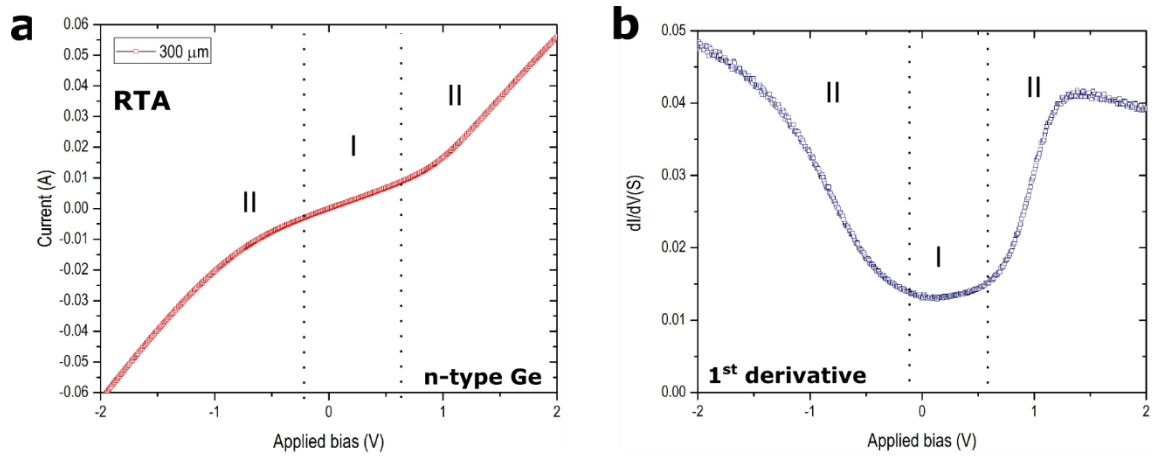 a
0.06
0.05
0.04
0.03
0.02
0.01
0.00
-0.01
-0.02
-0.03
-0.04
-0.05
-0.06
Current (A)
300 μm
RTA
II
I
II
n-type Ge
-2
-1
0
1
2
Applied bias (V)
b
0.05
0.04
0.03
0.02
0.01
0.00
dI/dV(S)
II
II
I
1st derivative
-2
-1
0
1
2
Applied bias (V)